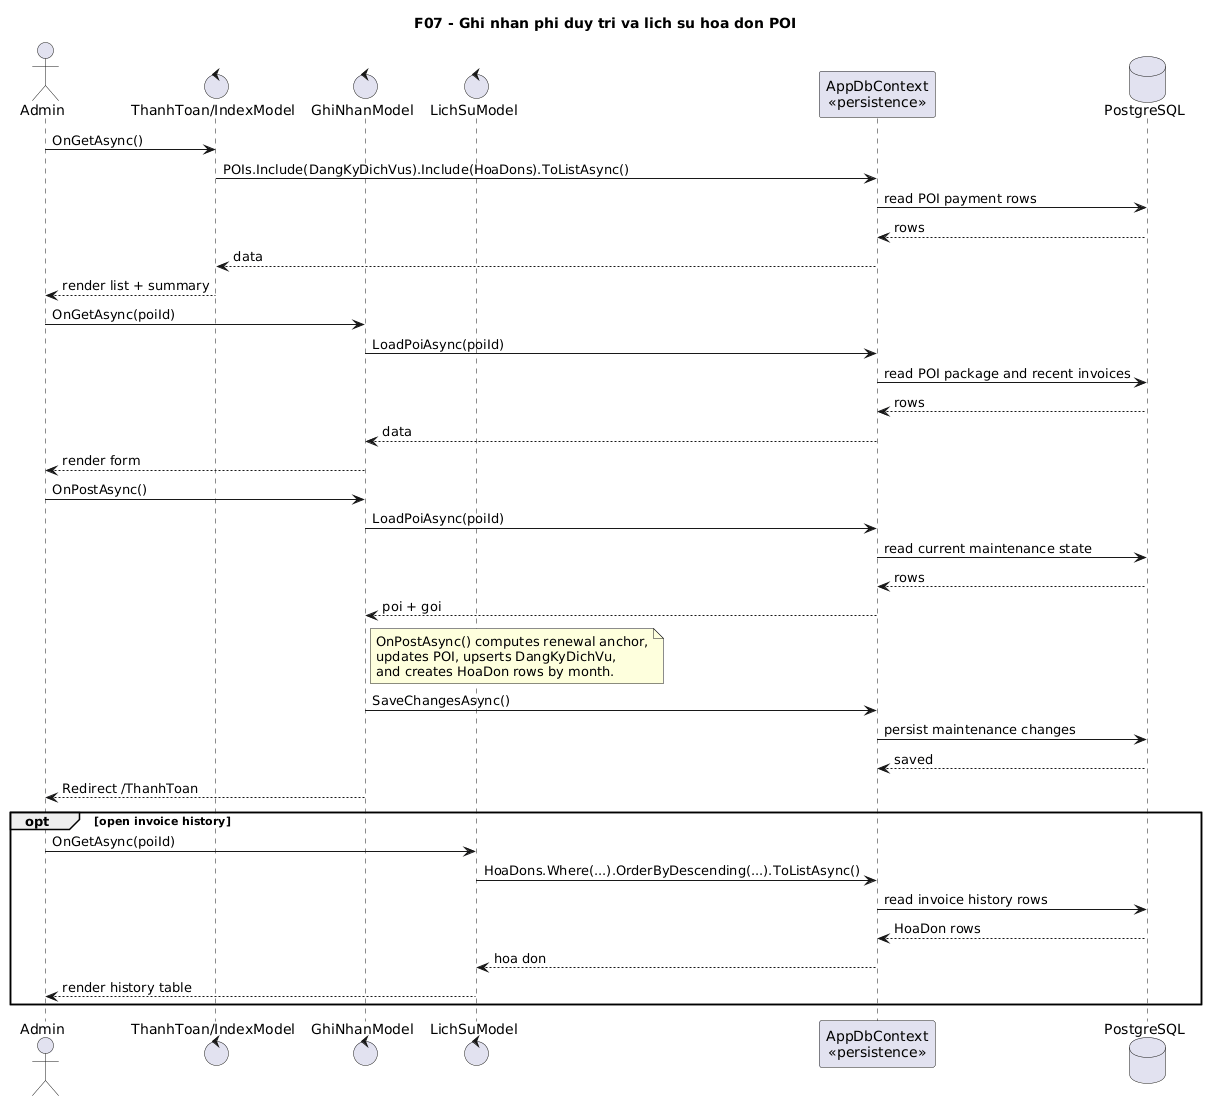 F07 - Ghi nhan phi duy tri va lich su hoa don POI
Admin
ThanhToan/IndexModel
GhiNhanModel
LichSuModel
AppDbContext
«persistence»
PostgreSQL
OnGetAsync()
POIs.Include(DangKyDichVus).Include(HoaDons).ToListAsync()
read POI payment rows
rows
data
render list + summary
OnGetAsync(poiId)
LoadPoiAsync(poiId)
read POI package and recent invoices
rows
data
render form
OnPostAsync()
LoadPoiAsync(poiId)
read current maintenance state
rows
poi + goi
OnPostAsync() computes renewal anchor,
updates POI, upserts DangKyDichVu,
and creates HoaDon rows by month.
SaveChangesAsync()
persist maintenance changes
saved
Redirect /ThanhToan
opt [open invoice history]
OnGetAsync(poiId)
HoaDons.Where(...).OrderByDescending(...).ToListAsync()
read invoice history rows
HoaDon rows
hoa don
render history table
Admin
ThanhToan/IndexModel
GhiNhanModel
LichSuModel
AppDbContext
«persistence»
PostgreSQL